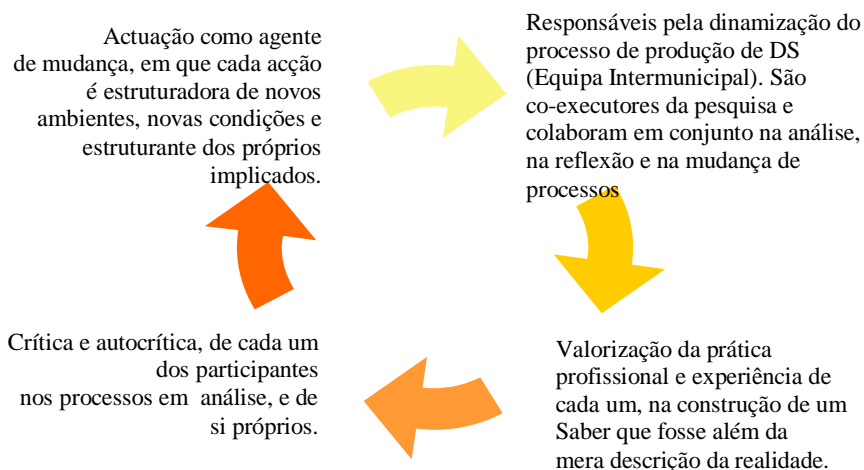 Actuação como agente
de mudança, em que cada acção
é estruturadora de novos
ambientes, novas condições e
estruturante dos próprios
implicados.
Responsáveis pela dinamização do
processo de produção de DS
(Equipa Intermunicipal). São
co-executores da pesquisa e
colaboram em conjunto na análise,
na reflexão e na mudança de
processos
Valorização da prática
profissional e experiência de
cada um, na construção de um
Saber que fosse além da
mera descrição da realidade.
Crítica e autocrítica, de cada um
dos participantes
nos processos em análise, e de
si próprios.